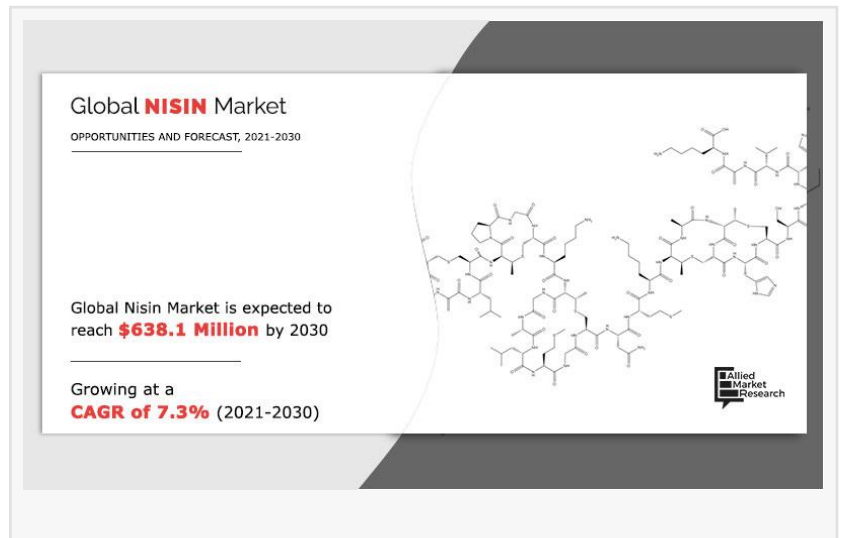 Global NISIN Market
OPPORTUNITIES AND FORECAST, 2021-2030
Global Nisin Market is expected to
reach $638.1 Million by 2030
Growing at a
CAGR of 7.3% (2021-2030)
Allied
Market
Research